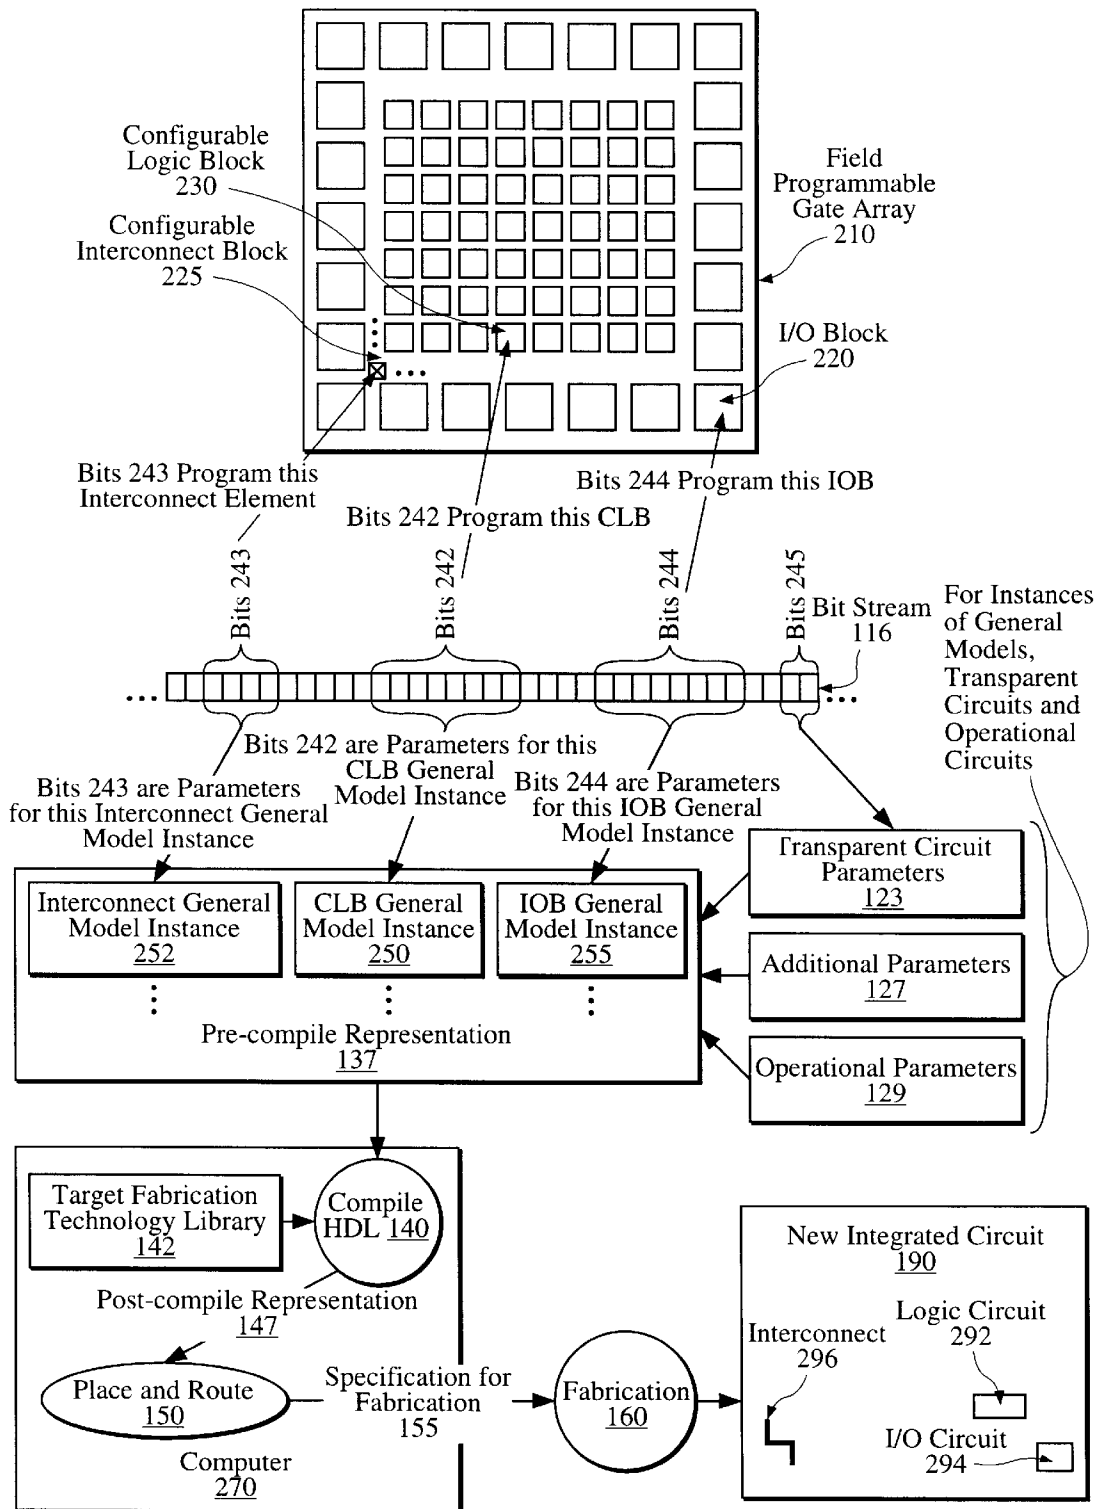 Configurable
Logic Block
230
Configurable
Interconnect Block
225
Field
Programmable
Gate Array
210
I/O Block
220
Bits 243 Program this
Interconnect Element
Bits 242 Program this CLB
Bits 244 Program this IOB
Bits 243
Bits 242
Bits 244
Bits 245
Bit Stream
116
For Instances
of General
Models,
Transparent
Circuits and
Operational
Circuits
Bits 242 are Parameters for this
CLB General
Model Instance
Bits 243 are Parameters
for this Interconnect General
Model Instance
Bits 244 are Parameters
for this IOB General
Model Instance
Transparent Circuit
Parameters
123
Interconnect General
Model Instance
252
CLB General
Model Instance
250
IOB General
Model Instance
255
Additional Parameters
127
Pre-compile Representation
137
Operational Parameters
129
Target Fabrication
Technology Library
142
Compile
HDL 140
Post-compile Representation
147
Place and Route
150
Specification for
Fabrication
155
Computer
270
Fabrication
160
New Integrated Circuit
190
Logic Circuit
292
Interconnect
296
I/O Circuit
294